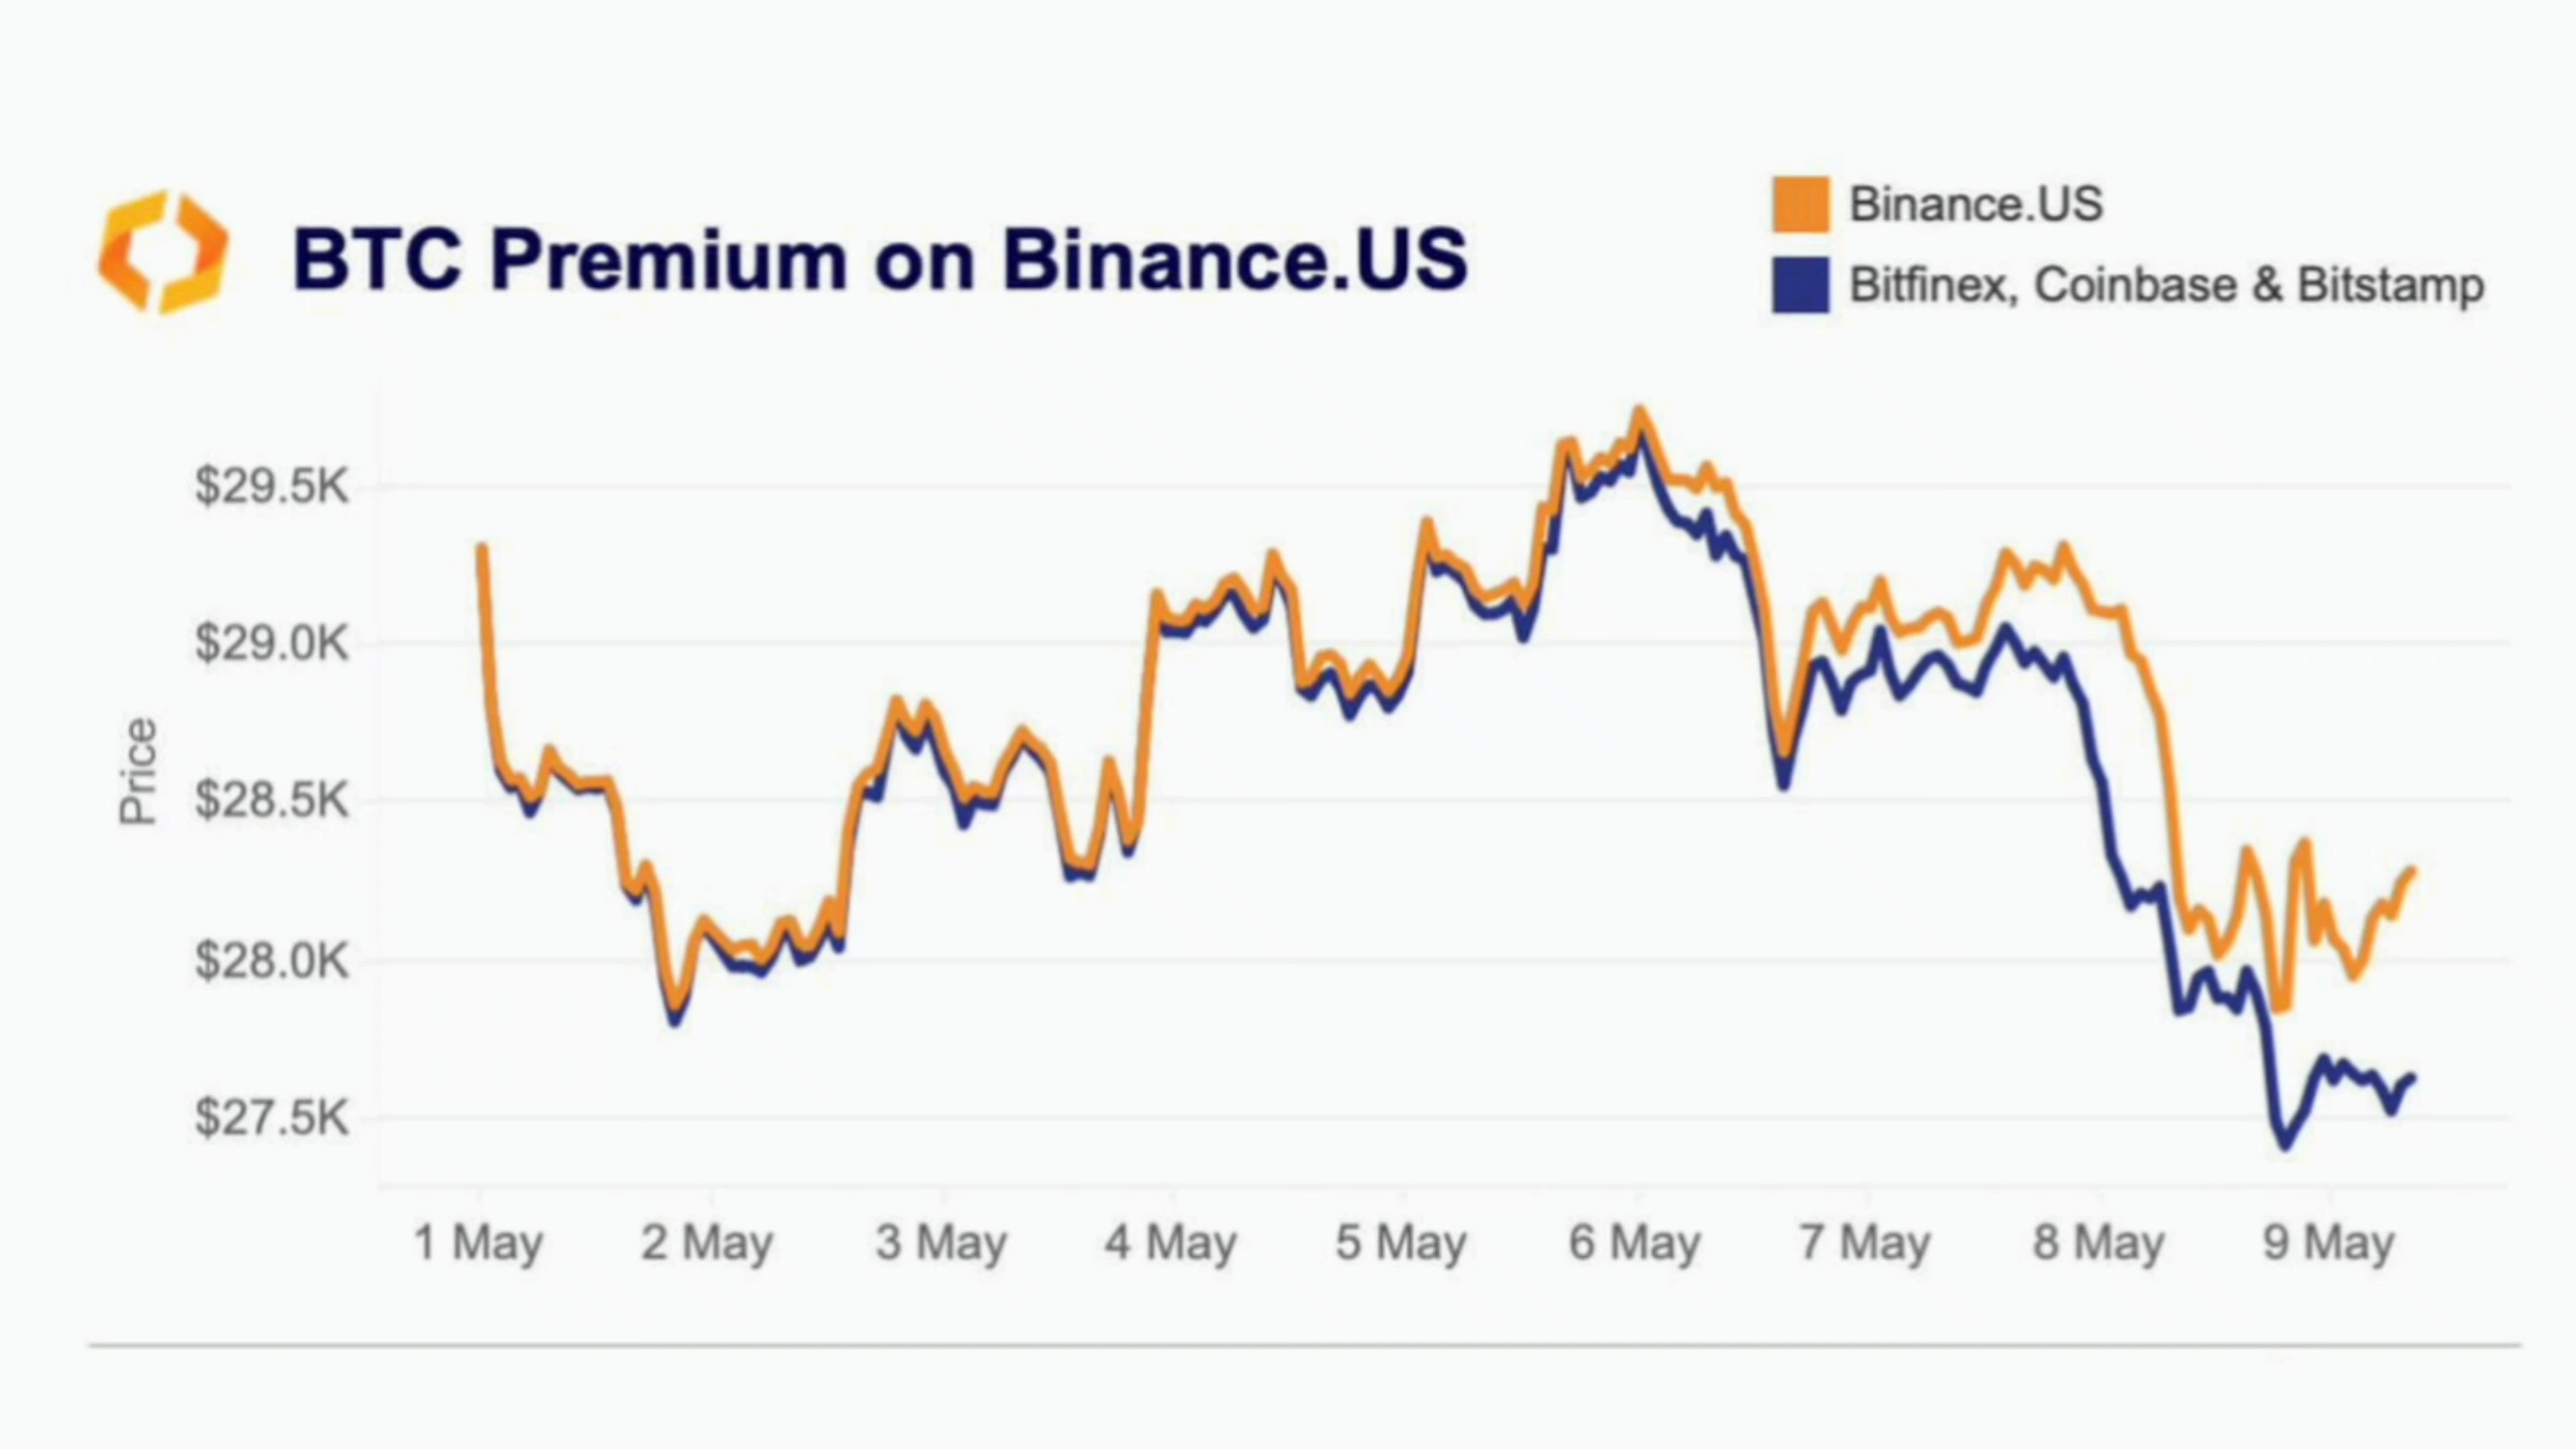 BTC Premium on Binance.US
Binance.US
Bitfinex, Coinbase & Bitstamp
Price
$29.5K
$29.0K
$28.5K
$28.0K
$27.5K
1 May 2 May 3 May 4 May 5 May 6 May 7 May 8 May 9 May